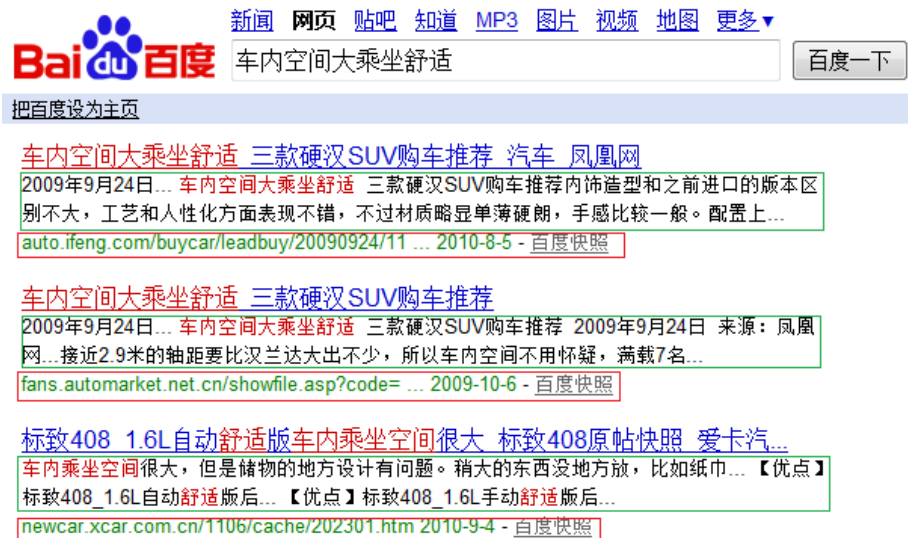 新闻 网页 贴吧 知道 MP3 图片 视频 地图 更多▼
Bai du 百度 车内空间大乘坐舒适 百度一下
把百度设为主页
车内空间大乘坐舒适_三款硬汉SUV购车推荐_汽车_凤凰网
2009年9月24日... 车内空间大乘坐舒适 三款硬汉SUV购车推荐内饰造型和之前进口的版本区
别不大，工艺和人性化方面表现不错，不过材质略显单薄硬朗，手感比较一般。配置上...
auto.ifeng.com/buycar/leadbuy/20090924/11 ... 2010-8-5 - 百度快照
车内空间大乘坐舒适_三款硬汉SUV购车推荐
2009年9月24日... 车内空间大乘坐舒适 三款硬汉SUV购车推荐 2009年9月24日 来源：凤凰
网...接近2.9米的轴距要比汉兰达大出不少，所以车内空间不用怀疑，满载7名...
fans.automarket.net.cn/showfile.asp?code= ... 2009-10-6 - 百度快照
标致408_1.6L自动舒适版车内乘坐空间很大_标致408原帖快照_爱卡汽...
车内乘坐空间很大，但是储物的地方设计有问题。稍大的东西没地方放，比如纸巾... 【优点】
标致408_1.6L自动舒适版后... 【优点】标致408_1.6L手动舒适版后...
newcar.xcar.com.cn/1106/cache/202301.htm 2010-9-4 - 百度快照